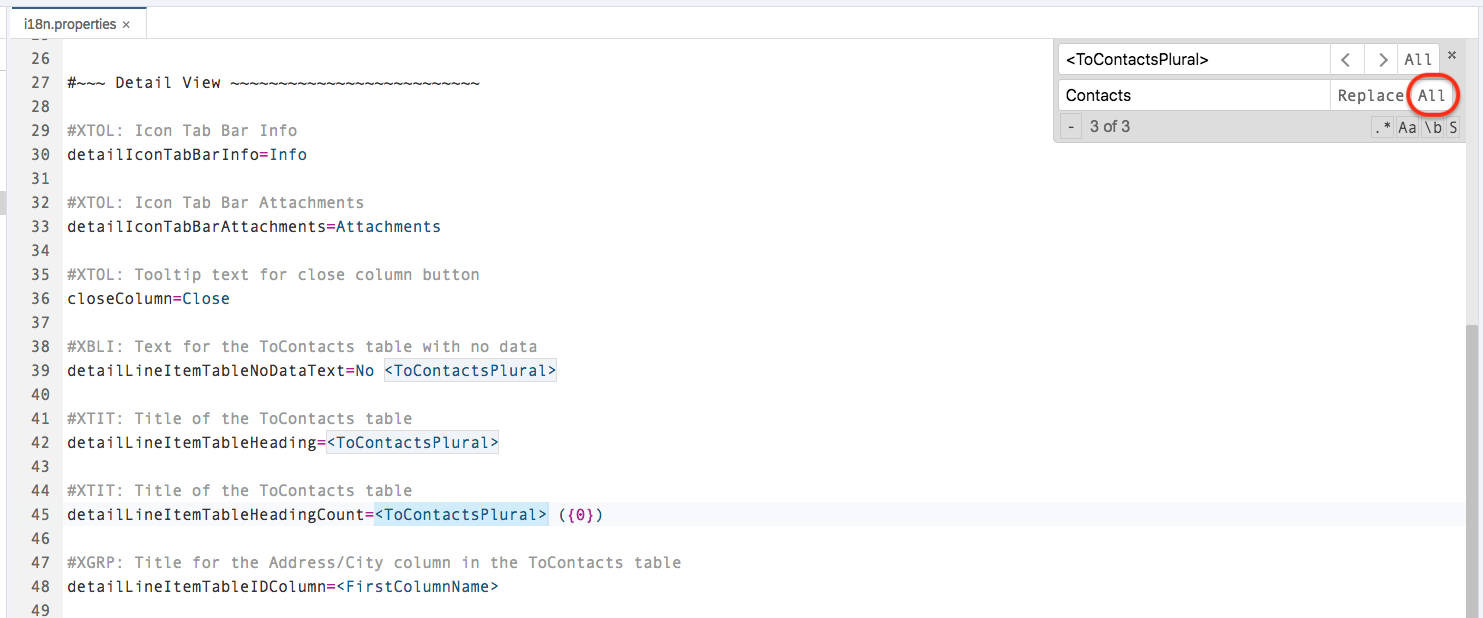 i18n.properties ×
<ToContactsPlural> < > All ×
Contacts Replace All
- 3 of 3 .* Aa \b S
26
27 #~~~ Detail View ~~~~~~~~~~~~~~~~~~~~~~~~~~
28
29 #XTOL: Icon Tab Bar Info
30 detailIconTabBarInfo=Info
31
32 #XTOL: Icon Tab Bar Attachments
33 detailIconTabBarAttachments=Attachments
34
35 #XTOL: Tooltip text for close column button
36 closeColumn=Close
37
38 #XBLI: Text for the ToContacts table with no data
39 detailLineItemTableNoDataText=No <ToContactsPlural>
40
41 #XTIT: Title of the ToContacts table
42 detailLineItemTableHeading=<ToContactsPlural>
43
44 #XTIT: Title of the ToContacts table
45 detailLineItemTableHeadingCount=<ToContactsPlural> ({0})
46
47 #XGRP: Title for the Address/City column in the ToContacts table
48 detailLineItemTableIDColumn=<FirstColumnName>
49